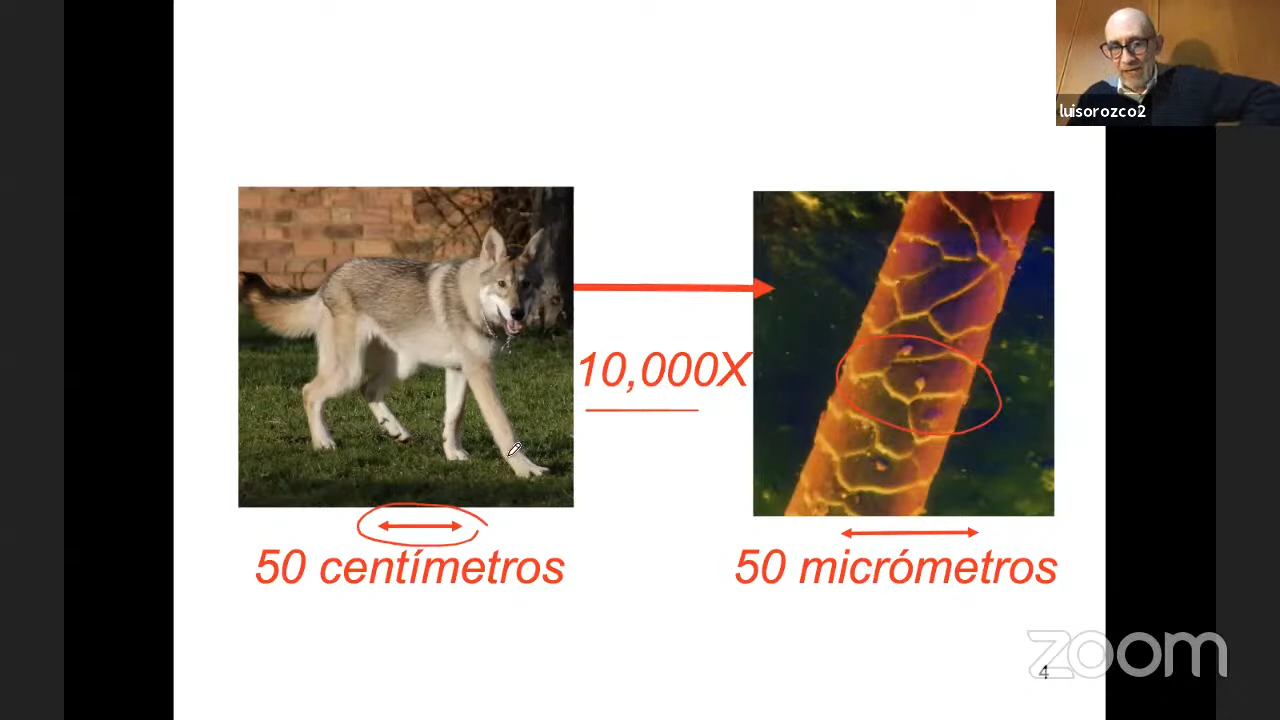 luisorozco2
10,000X
50 centímetros
50 micrómetros
4
zoom